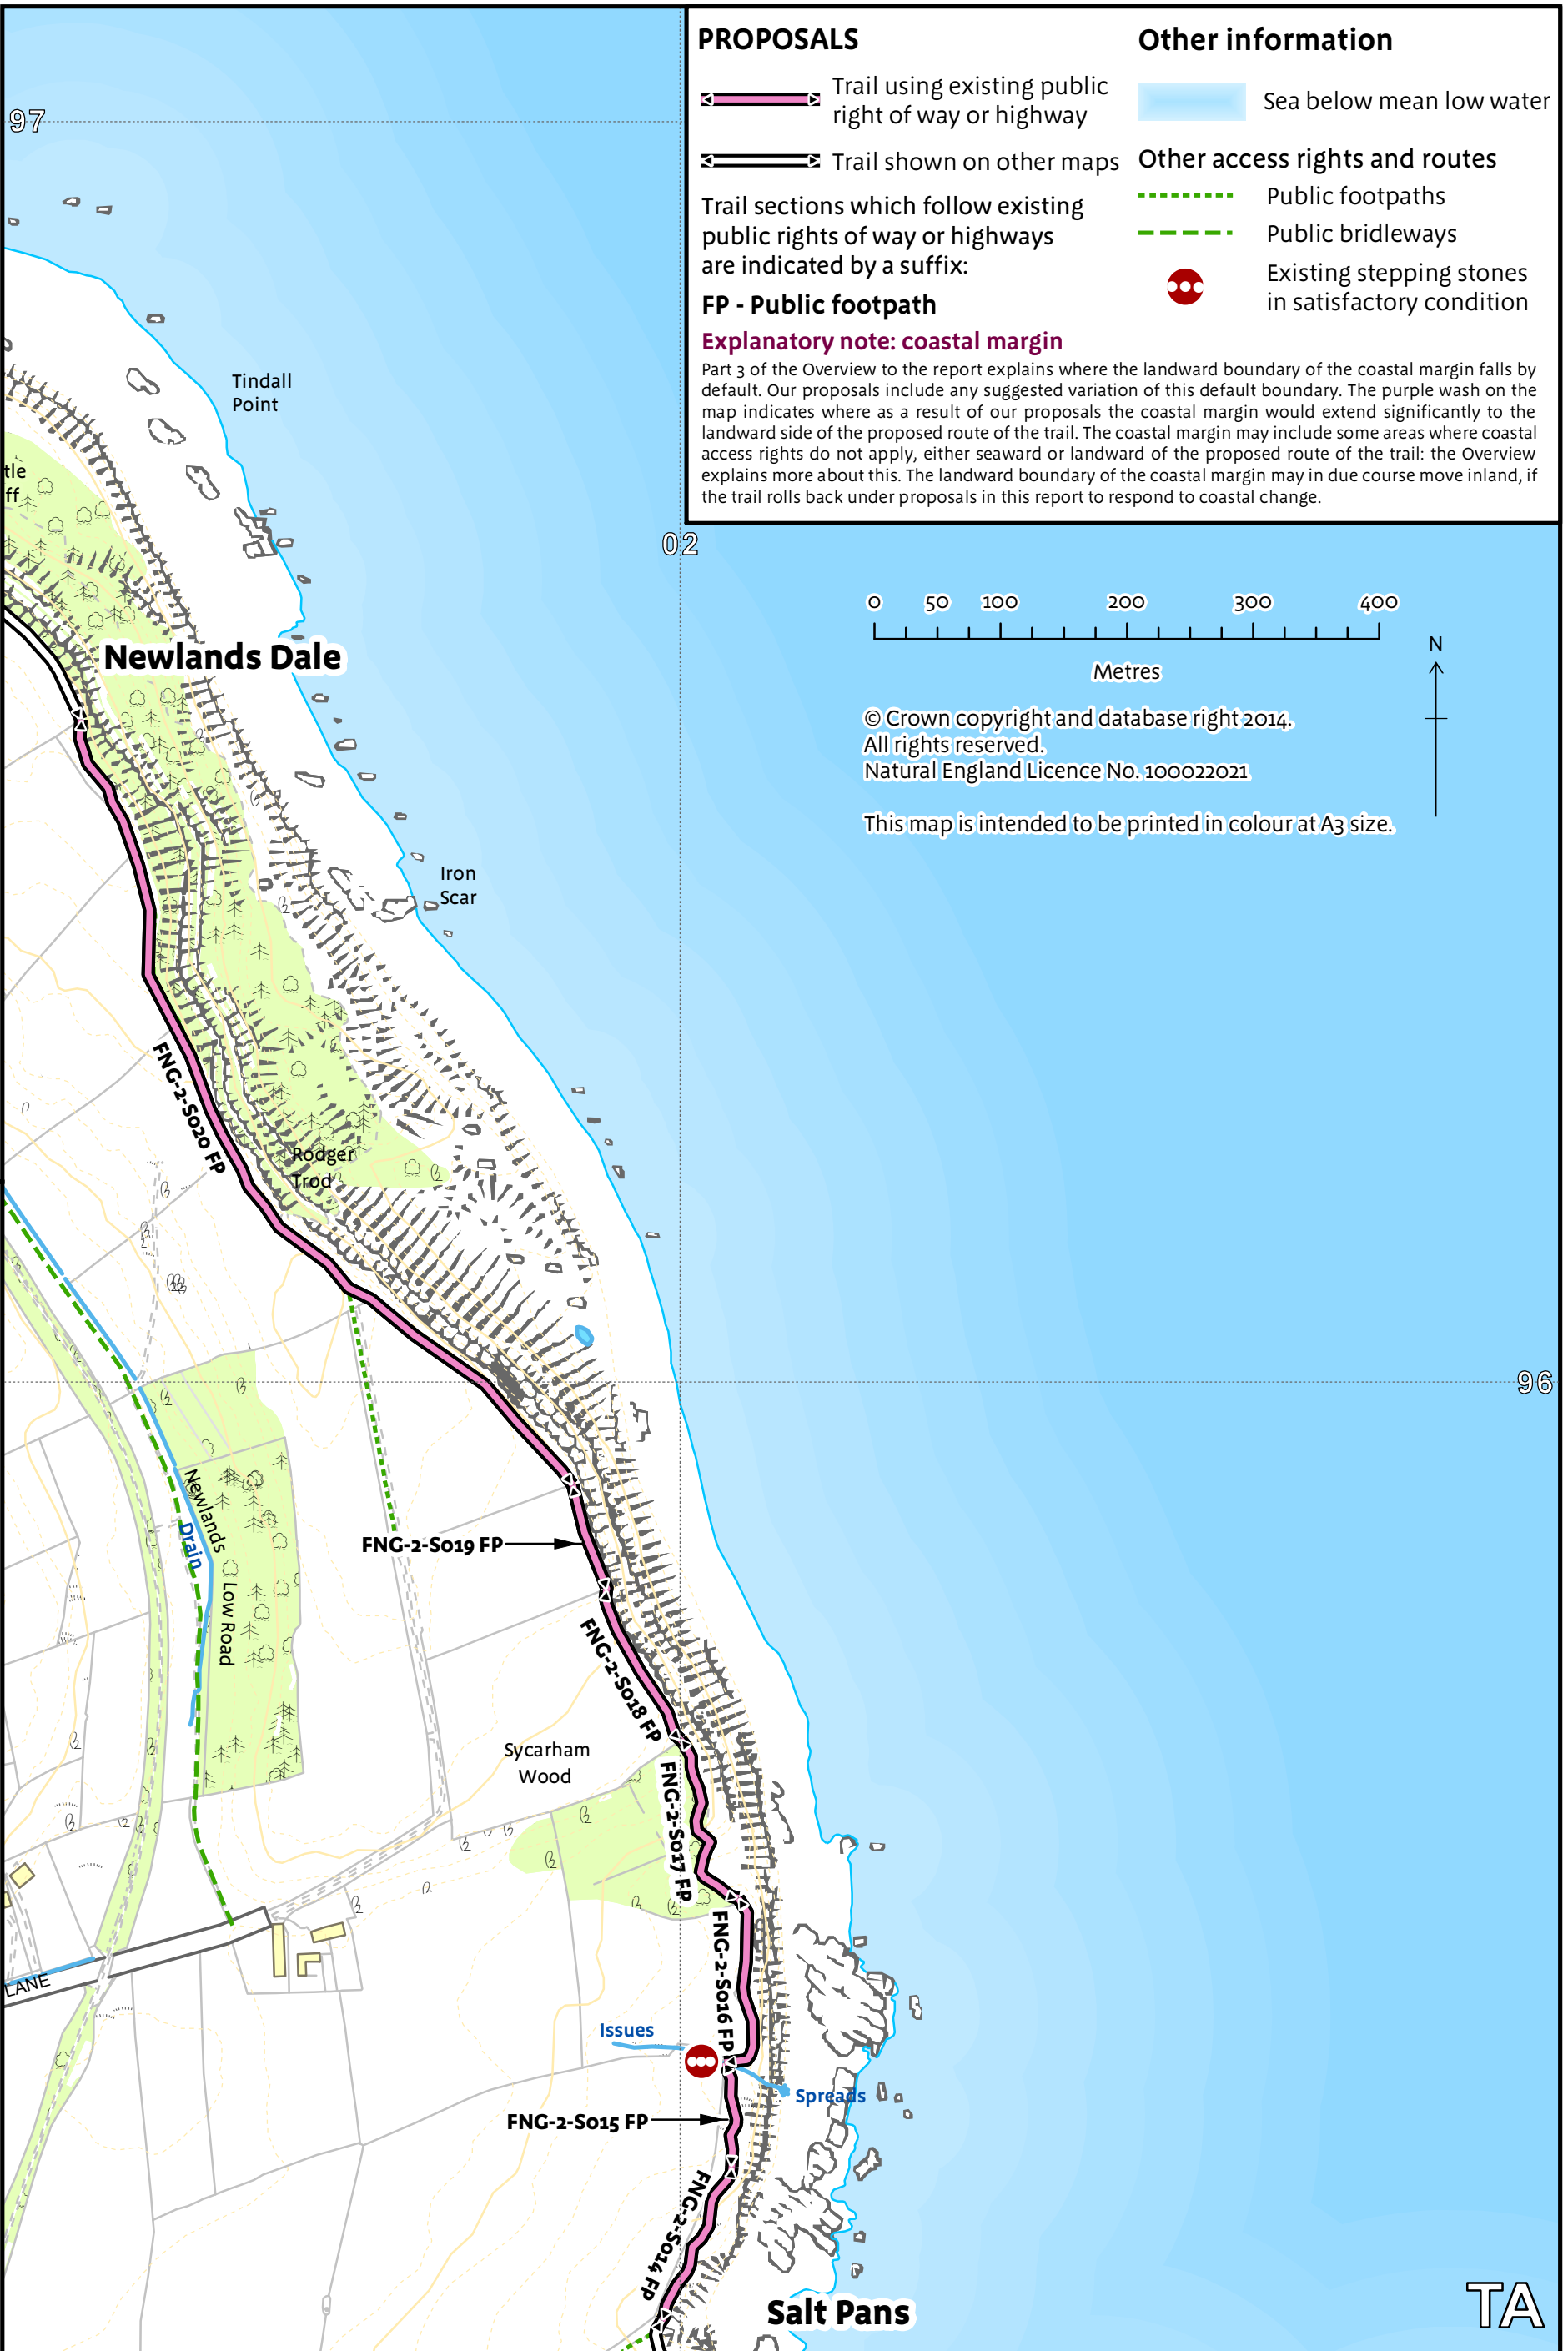 PROPOSALS
Trail using existing public
right of way or highway
Trail shown on other maps
Trail sections which follow existing
public rights of way or highways
are indicated by a suffix:
FP - Public footpath
Other information
Sea below mean low water
Other access rights and routes
Public footpaths
Public bridleways
Existing stepping stones
in satisfactory condition
Explanatory note: coastal margin
Part 3 of the Overview to the report explains where the landward boundary of the coastal margin falls by
default. Our proposals include any suggested variation of this default boundary. The purple wash on the
map indicates where as a result of our proposals the coastal margin would extend significantly to the
landward side of the proposed route of the trail. The coastal margin may include some areas where coastal
access rights do not apply, either seaward or landward of the proposed route of the trail: the Overview
explains more about this. The landward boundary of the coastal margin may in due course move inland, if
the trail rolls back under proposals in this report to respond to coastal change.
97
Tindall
Point
tle
ff
02
0 50 100 200 300 400
Metres
N
Newlands Dale
© Crown copyright and database right 2014.
All rights reserved.
Natural England Licence No. 100022021
This map is intended to be printed in colour at A3 size.
Iron
Scar
FNG-2-S020 FP
Rodger
Trod
96
Newlands
Drain
Low Road
FNG-2-S019 FP
FNG-2-S018 FP
Sycarham
Wood
FNG-2-S017 FP
FNG-2-S016 FP
LANE
Issues
Spreads
FNG-2-S015 FP
FNG-2-S014 FP
Salt Pans
TA